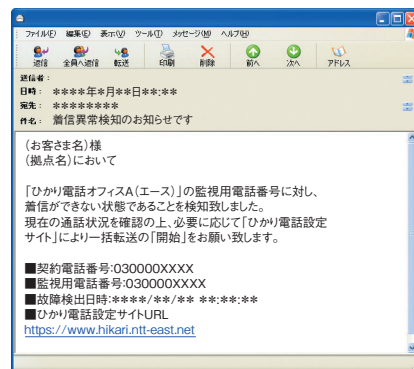 ファイル(F) 編集(E) 表示(V) ツール(T) メッセージ(M) ヘルプ(H)
返信 全員へ返信 転送 印刷 削除 前へ 次へ アドレス
送信者:
日時: ****年*月**日**:**
宛先: ********
件名: 着信異常検知のお知らせです
(お客さま名)様
(拠点名)において
「ひかり電話オフィスA(エース)」の監視用電話番号に対し、
着信ができない状態であることを検知致しました。
現在の通話状況を確認の上、必要に応じて「ひかり電話設定
サイト」により一括転送の「開始」をお願い致します。
■契約電話番号:030000XXXX
■監視用電話番号:030000XXXX
■故障検出日時:****/**/** **:**:**
■ひかり電話設定サイトURL
https://www.hikari.ntt-east.net